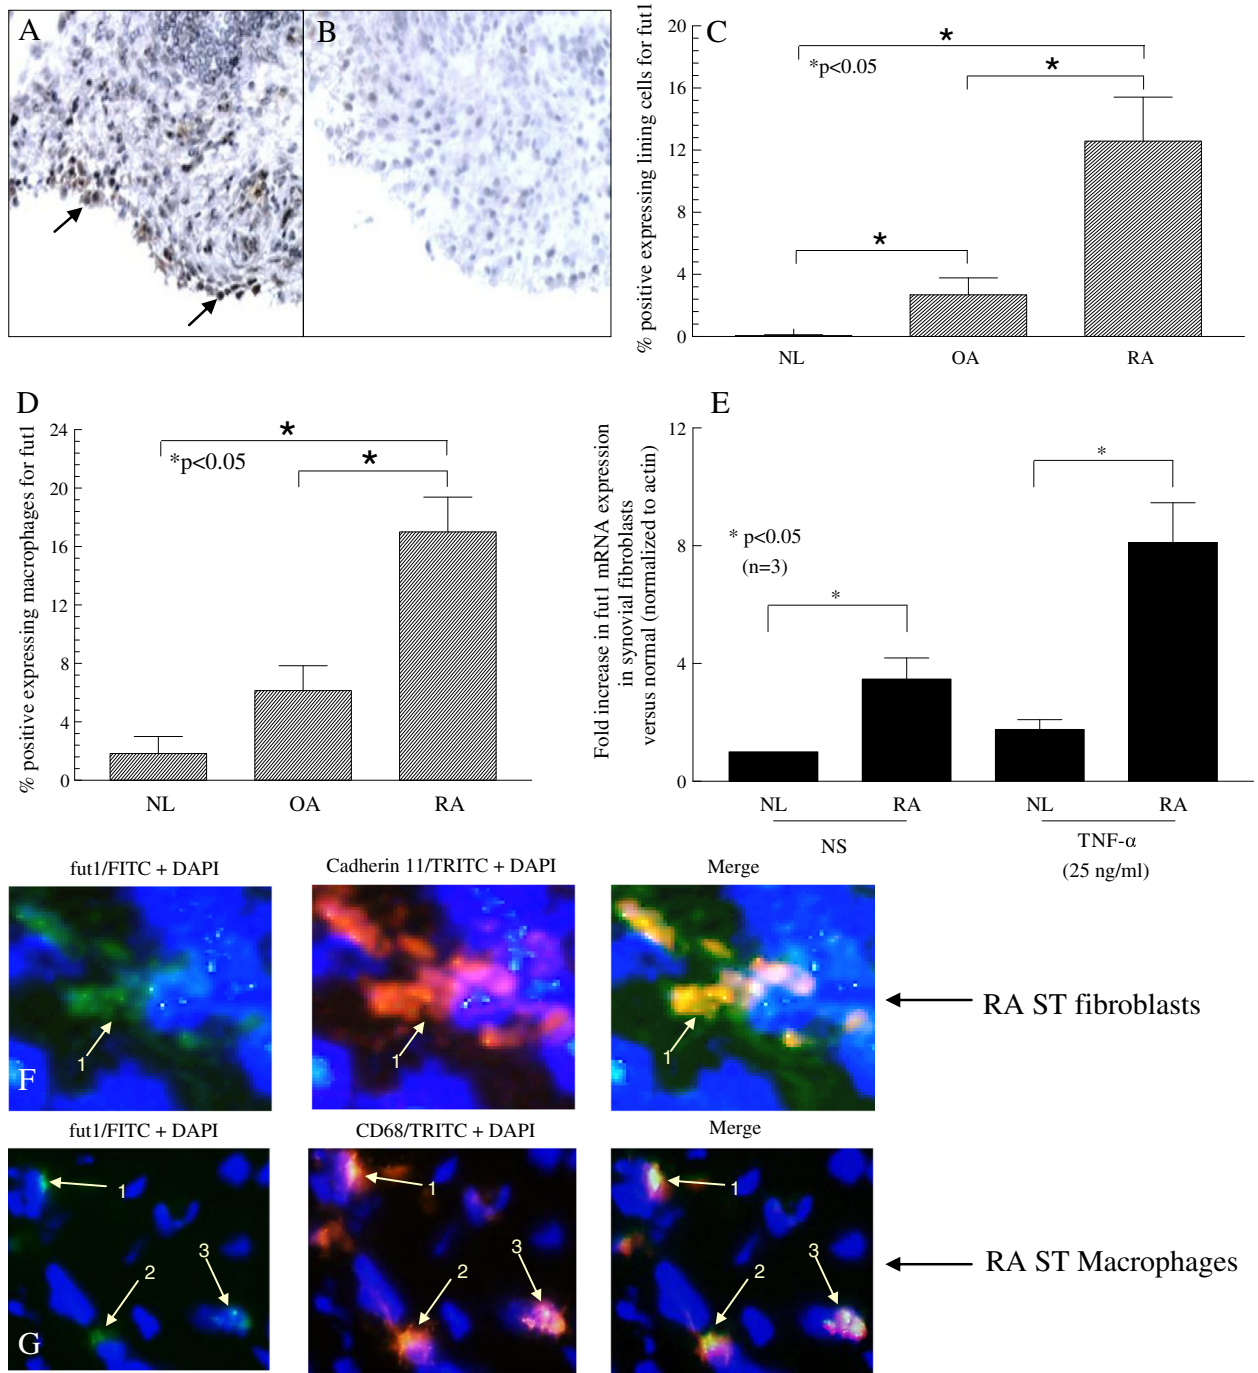 A
B
C
% positive expressing lining cells for fut1
20
16
12
8
4
0
*
*p<0.05
*
*
NL
OA
RA
D
% positive expressing macrophages for fut1
24
20
16
12
8
4
0
*
*p<0.05
*
NL
OA
RA
E
Fold increase in fut1 mRNA expression
in synovial fibroblasts
versus normal (normalized to actin)
12
8
4
0
*
* p<0.05
(n=3)
*
NL
RA
NL
RA
NS
TNF-α
(25 ng/ml)
fut1/FITC + DAPI
Cadherin 11/TRITC + DAPI
Merge
1
1
1
F
RA ST fibroblasts
fut1/FITC + DAPI
CD68/TRITC + DAPI
Merge
1
1
1
2
3
2
3
2
3
G
RA ST Macrophages